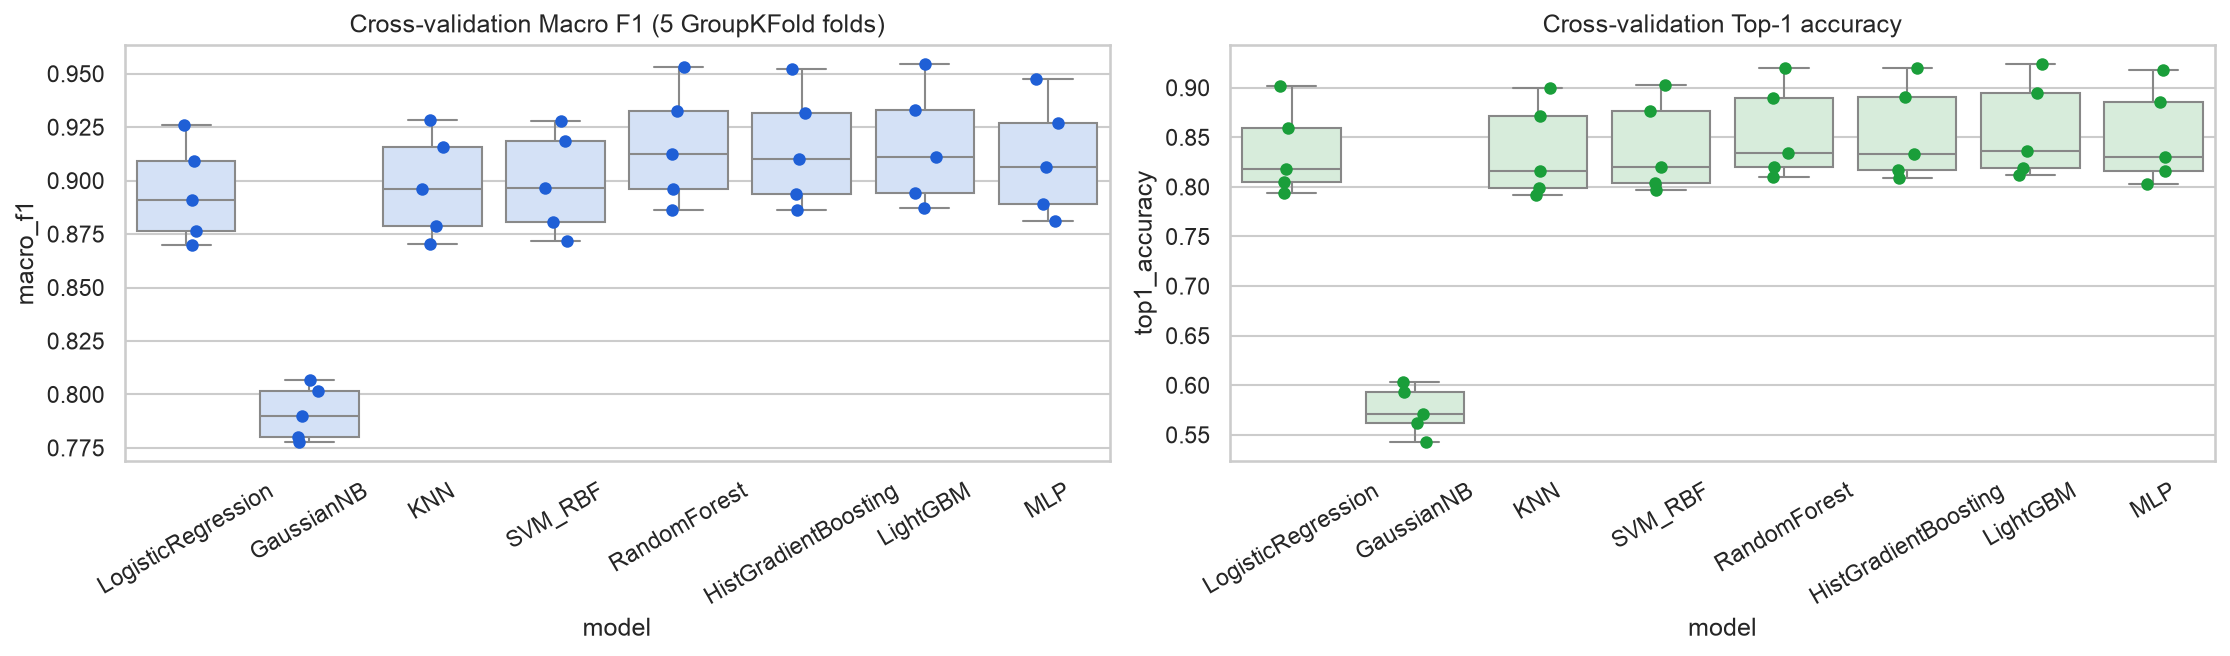 Cross-validation Macro F1 (5 GroupKFold folds)
macro_f1
0.950
0.925
0.900
0.875
0.850
0.825
0.800
0.775
LogisticRegression
GaussianNB
KNN
SVM_RBF
RandomForest
HistGradientBoosting
LightGBM
MLP
model
Cross-validation Top-1 accuracy
top1_accuracy
0.90
0.85
0.80
0.75
0.70
0.65
0.60
0.55
LogisticRegression
GaussianNB
KNN
SVM_RBF
RandomForest
HistGradientBoosting
LightGBM
MLP
model